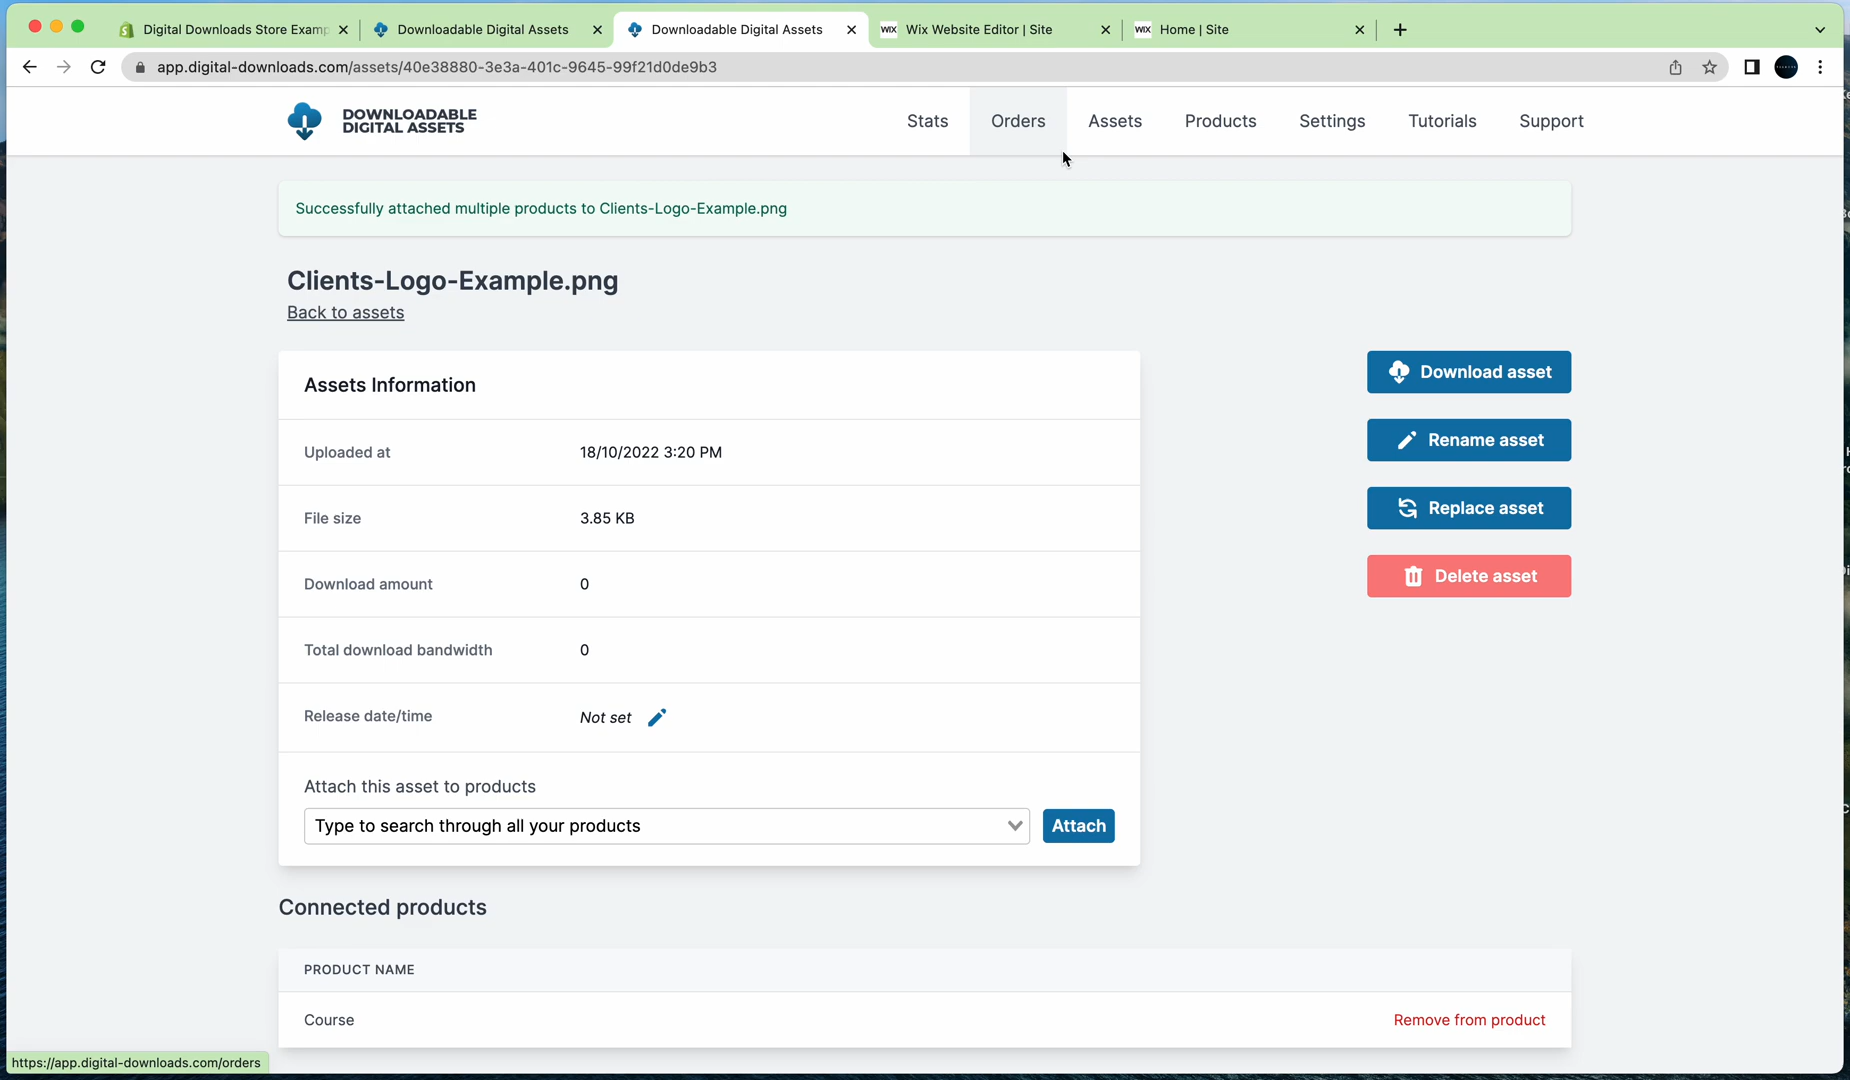 Digital Downloads Store Examp
Downloadable Digital Assets
Downloadable Digital Assets
WIX Wix Website Editor | Site
WIX Home | Site
app.digital-downloads.com/assets/40e38880-3e3a-401c-9645-99f21d0de9b3
DOWNLOADABLE
DIGITAL ASSETS
Stats
Orders
Assets
Products
Settings
Tutorials
Support
Successfully attached multiple products to Clients-Logo-Example.png
Clients-Logo-Example.png
Back to assets
Assets Information
Uploaded at 18/10/2022 3:20 PM
File size 3.85 KB
Download amount 0
Total download bandwidth 0
Release date/time Not set
Attach this asset to products
Type to search through all your products
Attach
Download asset
Rename asset
Replace asset
Delete asset
Connected products
PRODUCT NAME
Course Remove from product
https://app.digital-downloads.com/orders